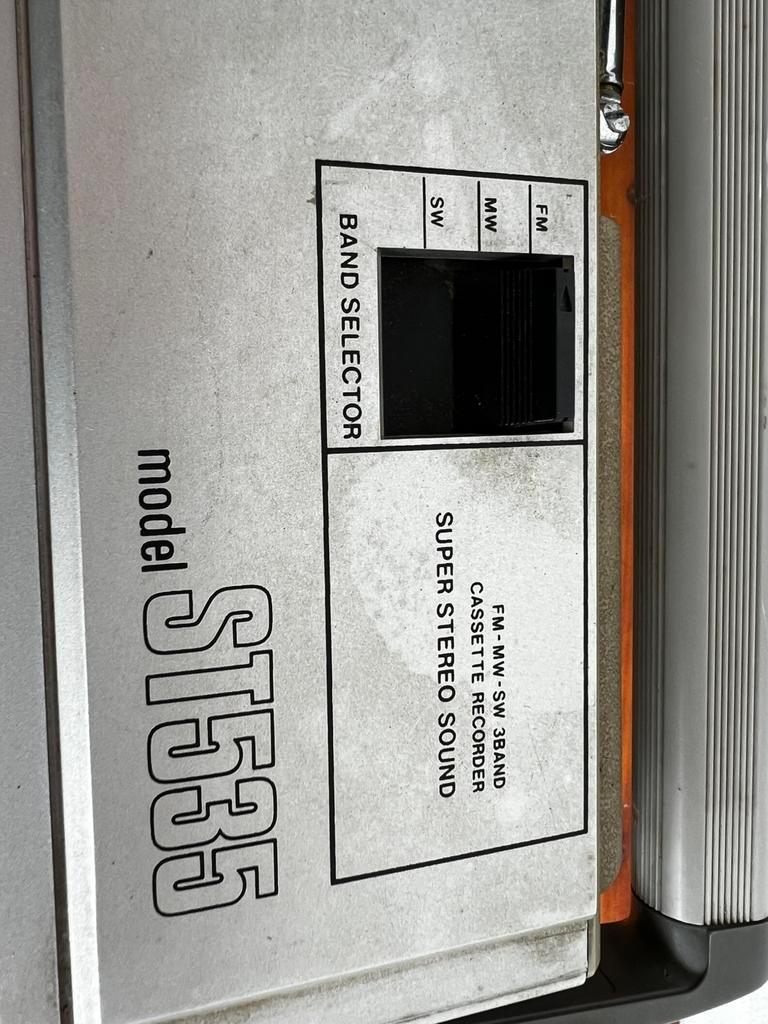 FM
MW
SW
BAND SELECTOR
FM-MW-SW 3BAND
CASSETTE RECORDER
SUPER STEREO SOUND
model ST535